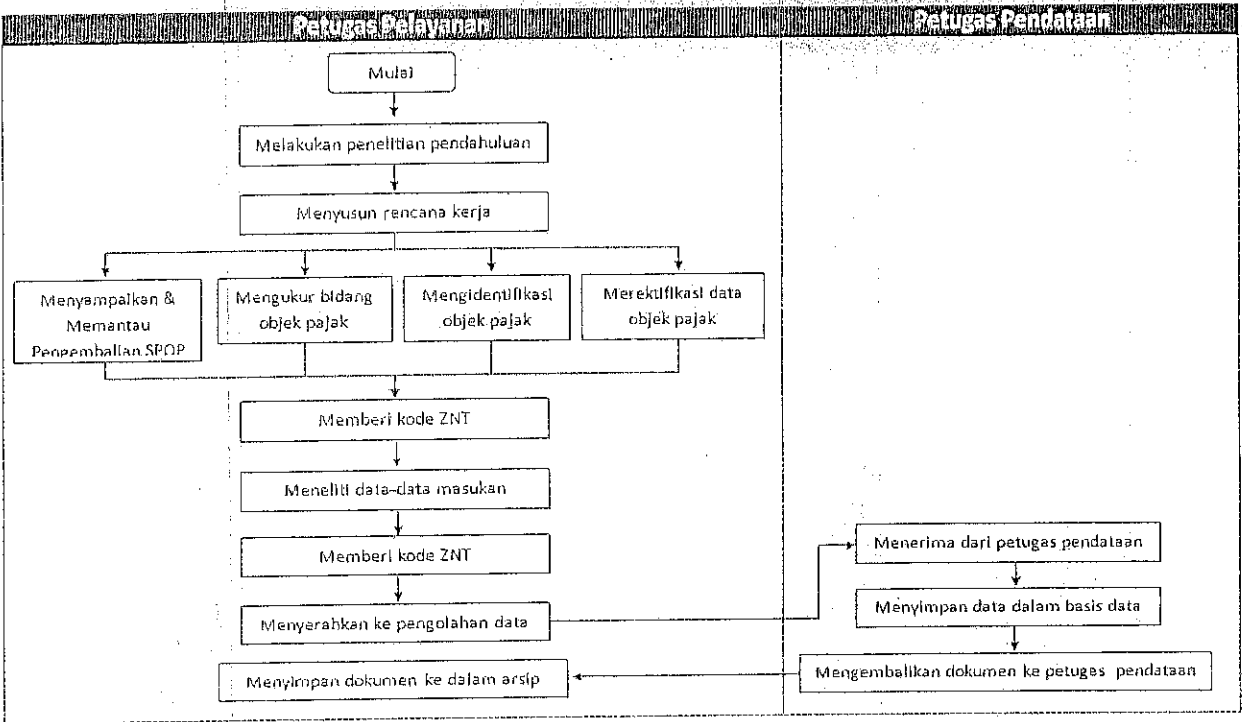 Petugas Pelayanan
Petugas Pendataan
Mulai
Melakukan penelitian pendahuluan
Menyusun rencana kerja
Menyampaikan &
Memantau
Pengembalian SPOP
Mengukur bidang
objek pajak
Mengidentifikasi
objek pajak
Merektifikasi data
objek pajak
Memberi kode ZNT
Meneliti data-data masukan
Memberi kode ZNT
Menyerahkan ke pengolahan data
Menerima dari petugas pendataan
Menyimpan data dalam basis data
Mengembalikan dokumen ke petugas pendataan
Menyimpan dokumen ke dalam arsip